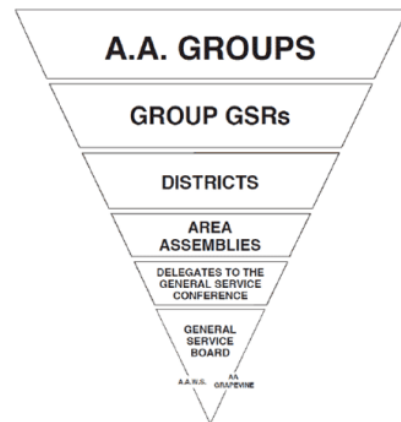 A.A. GROUPS
GROUP GSRs
DISTRICTS
AREA
ASSEMBLIES
DELEGATES TO THE
GENERAL SERVICE
CONFERENCE
GENERAL
SERVICE
BOARD
A.A.W.S.
AA
GRAPEVINE